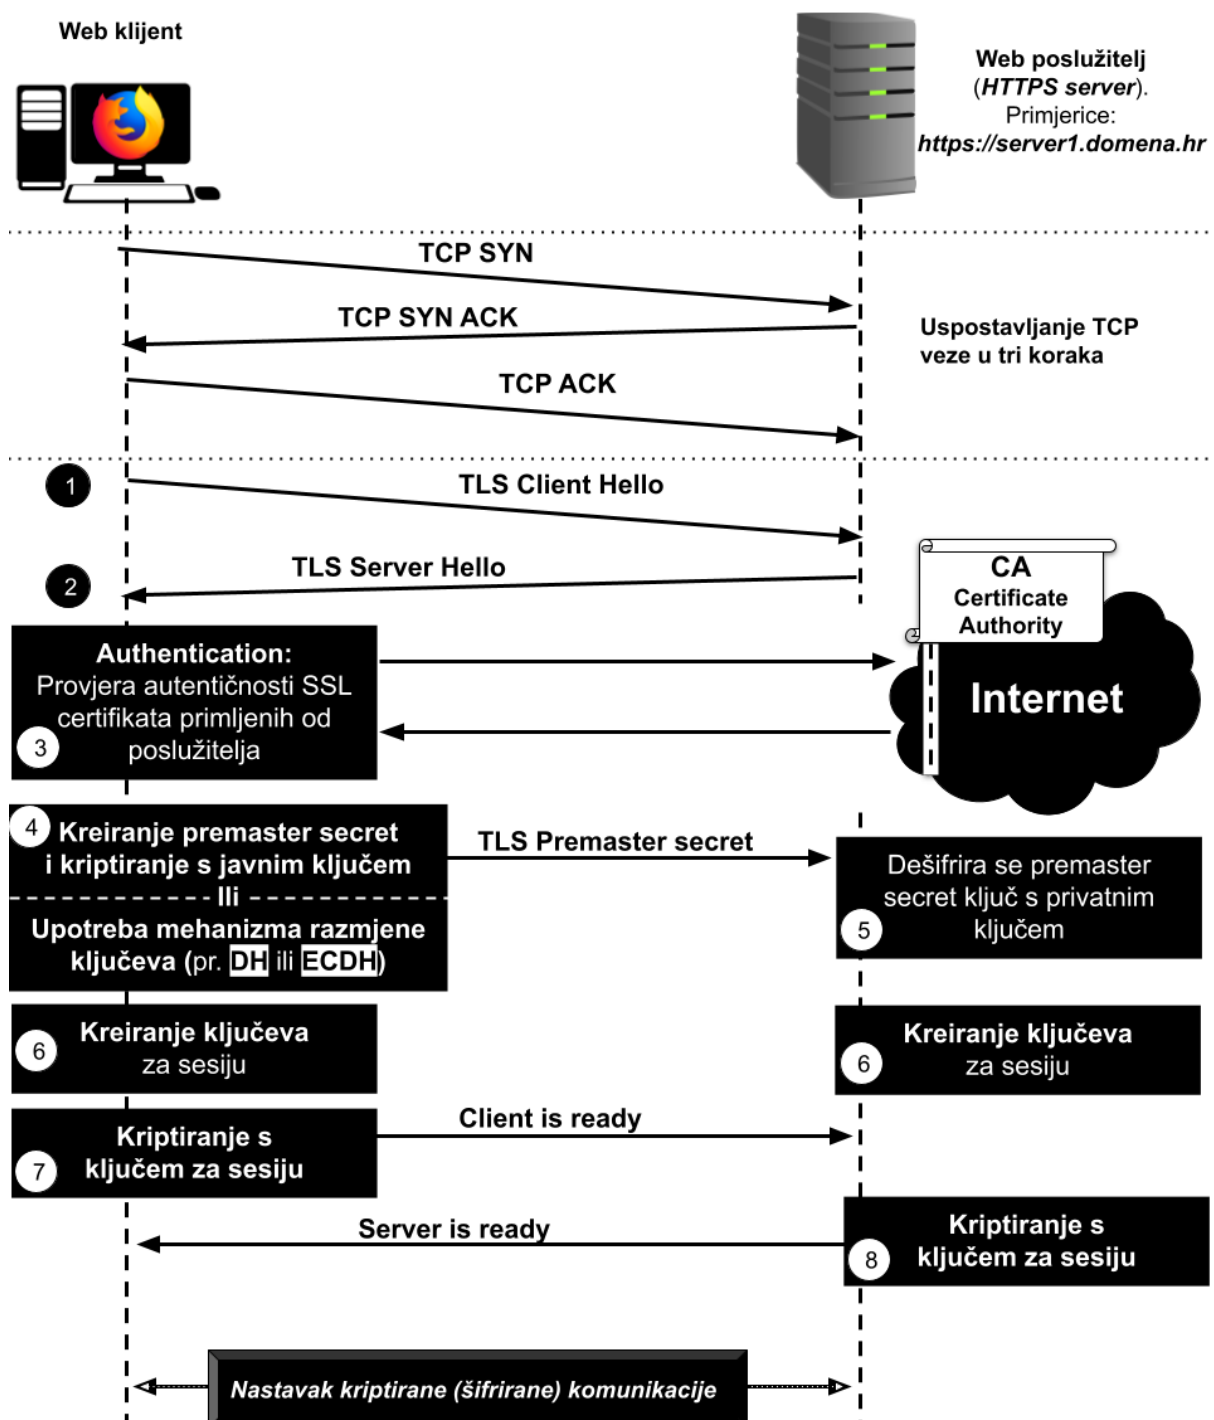 Web klijent
Web poslužitelj
(HTTPS server).
Primjerice:
https://server1.domena.hr
TCP SYN
TCP SYN ACK
Uspostavljanje TCP
veze u tri koraka
TCP ACK
1
TLS Client Hello
2
TLS Server Hello
CA
Certificate
Authority
Internet
Authentication:
Provjera autentičnosti SSL
certifikata primljenih od
poslužitelja
3
4
Kreiranje premaster secret
i kriptiranje s javnim ključem
Ili
Upotreba mehanizma razmjene
ključeva (pr. DH ili ECDH)
TLS Premaster secret
Dešifrira se premaster
secret ključ s privatnim
ključem
5
Kreiranje ključeva
za sesiju
6
Kreiranje ključeva
za sesiju
6
Kriptiranje s
ključem za sesiju
7
Client is ready
Server is ready
Kriptiranje s
ključem za sesiju
8
Nastavak kriptirane (šifrirane) komunikacije